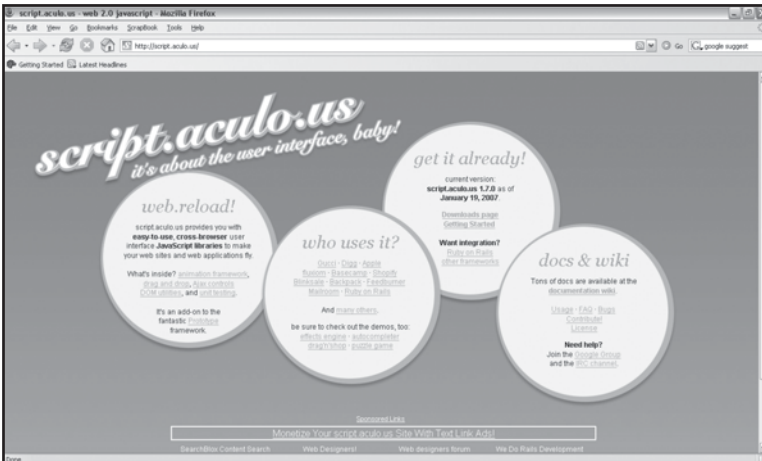 script.aculo.us - web 2.0 javascript - Mozilla Firefox
File Edit View Go Bookmarks ScrapBook Tools Help
http://script.aculo.us/
Go
google suggest
Getting Started Latest Headlines
script.aculo.us
it's about the user interface, baby!
web.reload!
script.aculo.us provides you with
easy-to-use, cross-browser user
interface JavaScript libraries to make
your web sites and web applications fly.
What's inside? animation framework,
drag and drop, Ajax controls
DOM utilities, and unit testing.
It's an add-on to the
fantastic Prototype
framework.
who uses it?
Gucci - Digg - Apple
fluxiom - Basecamp - Shopify
Blinksale - Backpack - Feedburner
Mailroom - Ruby on Rails
And many others.
be sure to check out the demos, too:
effects engine - autocompleter
drag'n'shop - puzzle game
get it already!
current version:
script.aculo.us 1.7.0 as of
January 19, 2007.
Downloads page
Getting Started
Want integration?
Ruby on Rails
other frameworks
docs & wiki
Tons of docs are available at the
documentation wiki.
Usage - FAQ - Bugs
Contribute!
License
Need help?
Join the Google Group
and the IRC channel.
Sponsored Links
Monetize Your script.aculo.us Site With Text Link Ads!
SearchBlox Content Search Web Designers! Web designers forum We Do Rails Development
Done